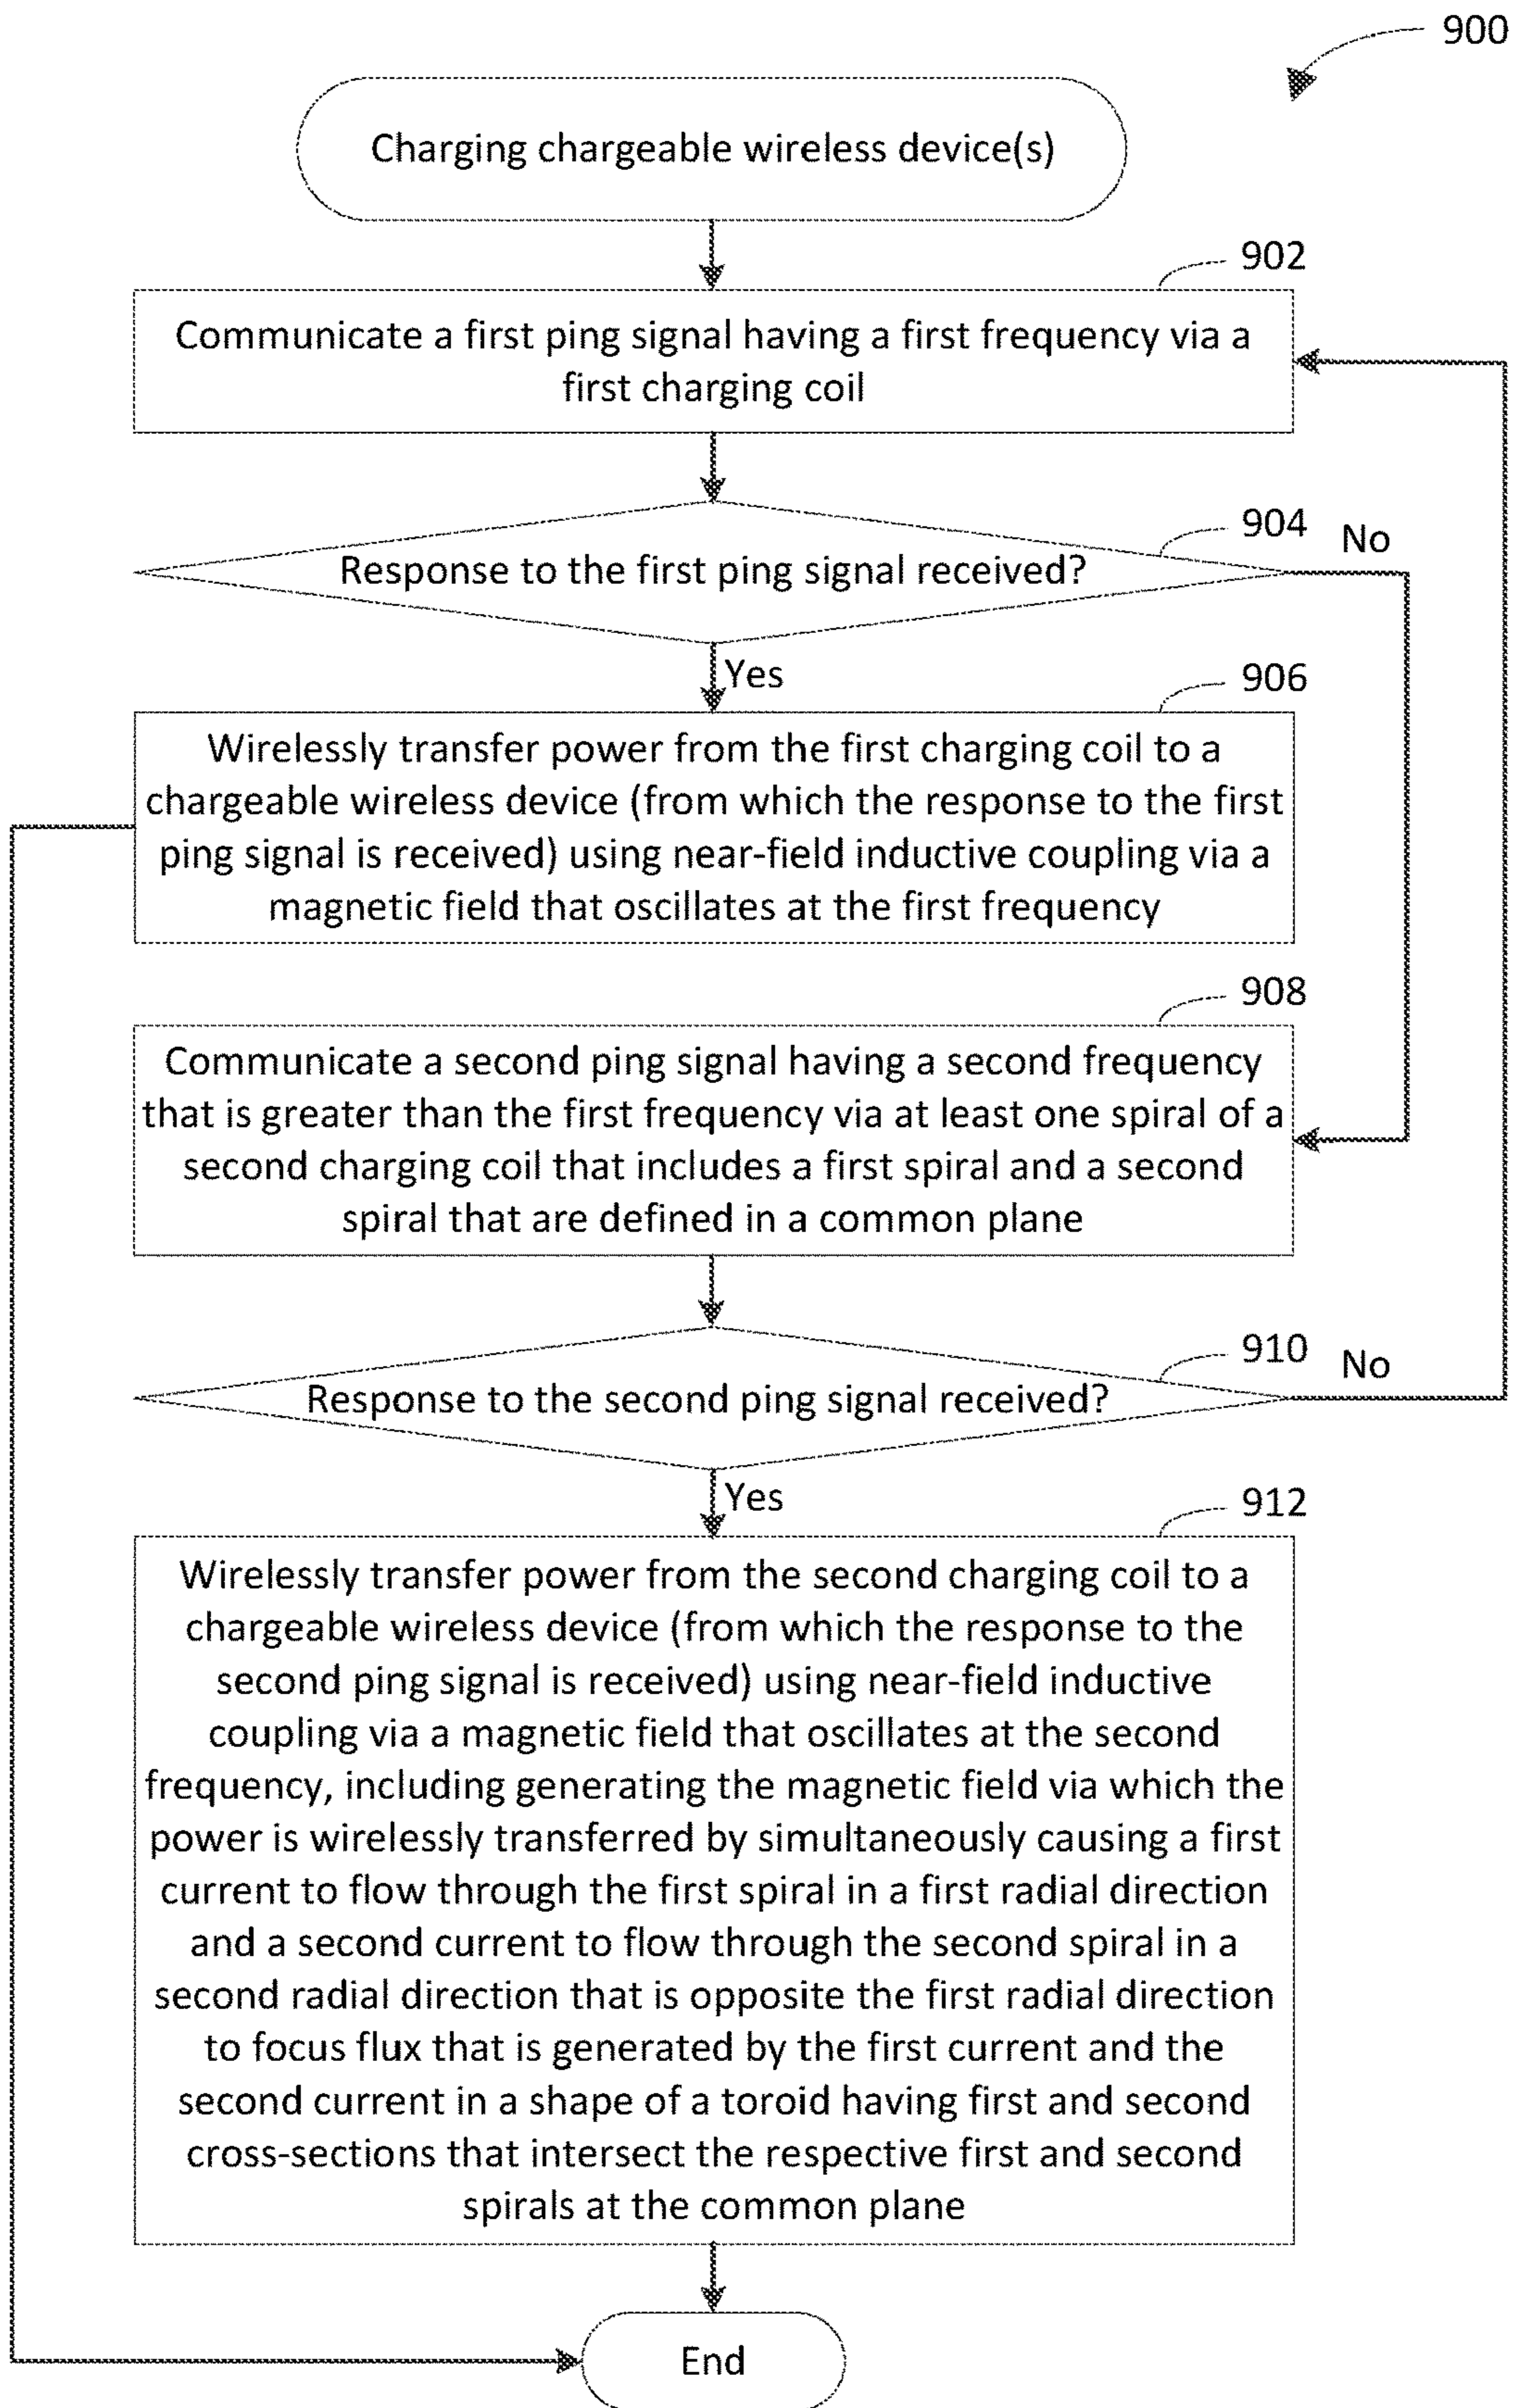 900
Charging chargeable wireless device(s)
902
Communicate a first ping signal having a first frequency via a
first charging coil
904
No
Response to the first ping signal received?
Yes
906
Wirelessly transfer power from the first charging coil to a
chargeable wireless device (from which the response to the first
ping signal is received) using near-field inductive coupling via a
magnetic field that oscillates at the first frequency
908
Communicate a second ping signal having a second frequency
that is greater than the first frequency via at least one spiral of a
second charging coil that includes a first spiral and a second
spiral that are defined in a common plane
910
No
Response to the second ping signal received?
Yes
912
Wirelessly transfer power from the second charging coil to a
chargeable wireless device (from which the response to the
second ping signal is received) using near-field inductive
coupling via a magnetic field that oscillates at the second
frequency, including generating the magnetic field via which the
power is wirelessly transferred by simultaneously causing a first
current to flow through the first spiral in a first radial direction
and a second current to flow through the second spiral in a
second radial direction that is opposite the first radial direction
to focus flux that is generated by the first current and the
second current in a shape of a toroid having first and second
cross-sections that intersect the respective first and second
spirals at the common plane
End